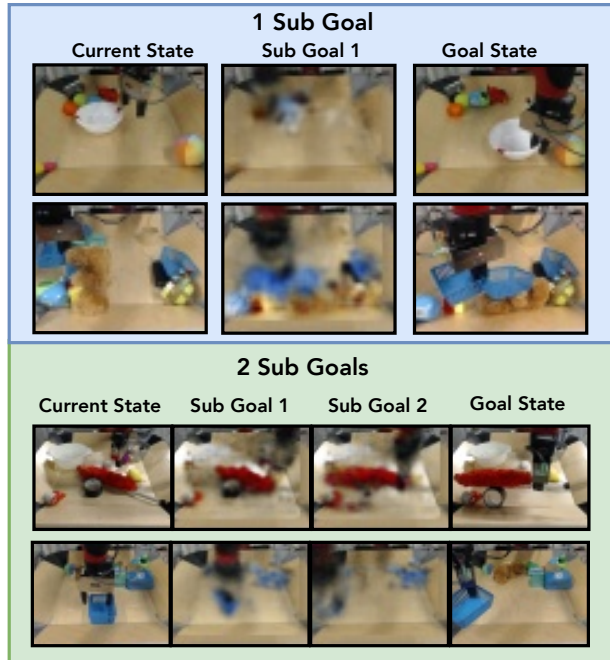 1 Sub Goal
Current State Sub Goal 1 Goal State
2 Sub Goals
Current State Sub Goal 1 Sub Goal 2 Goal State